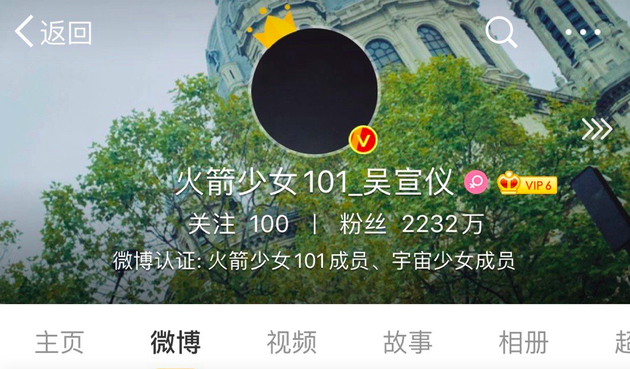 返回
火箭少女101_吴宣仪 VIP 6
关注 100 | 粉丝 2232万
微博认证: 火箭少女101成员、宇宙少女成员
主页 微博 视频 故事 相册